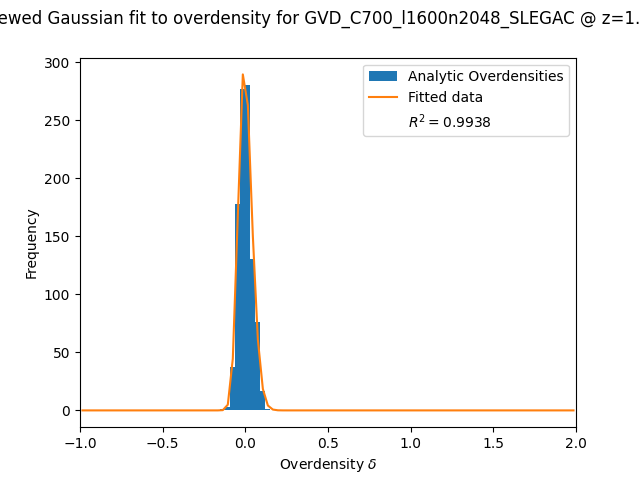 ewed Gaussian fit to overdensity for GVD_C700_l1600n2048_SLEGAC @ z=1.
300
250
200
150
100
50
0
Frequency
Analytic Overdensities
Fitted data
R² = 0.9938
−1.0 −0.5 0.0 0.5 1.0 1.5 2.0
Overdensity δ